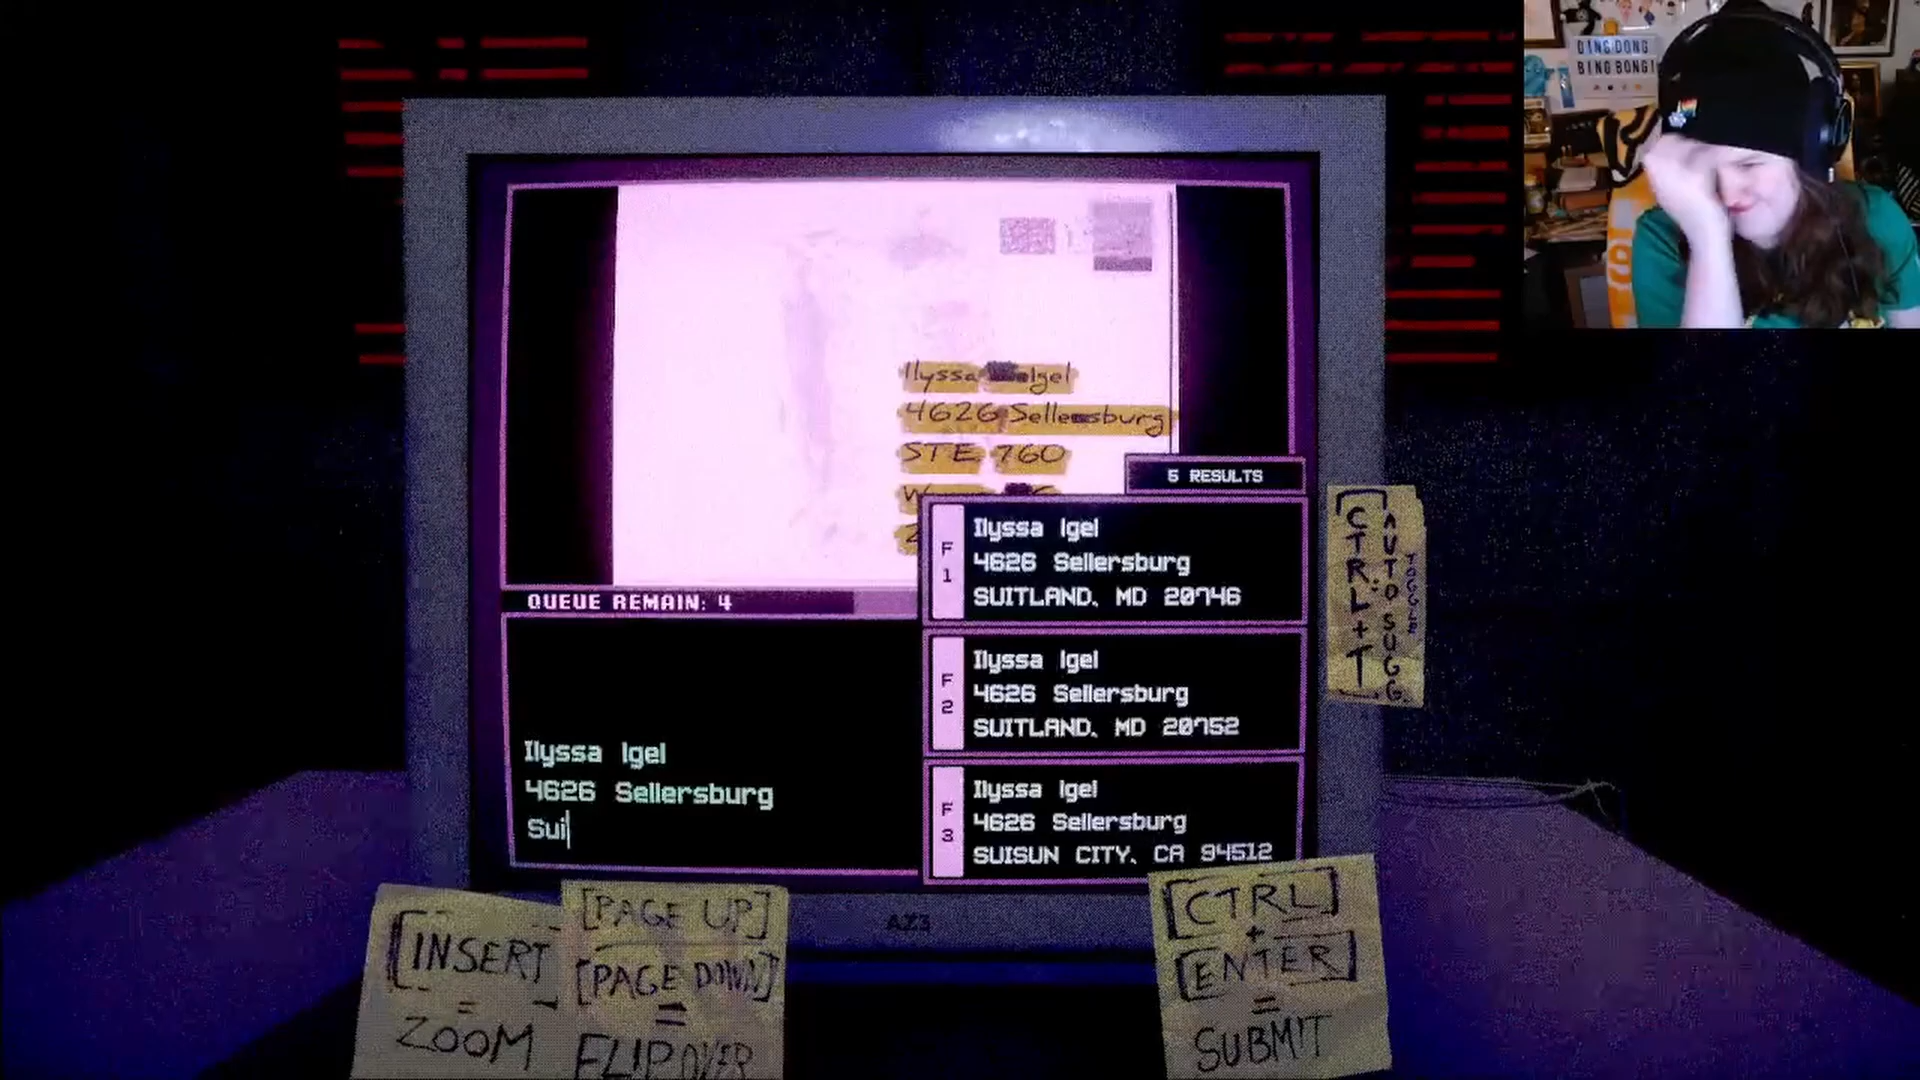 DING DONG
BING BONG!
Ilyssa Igel
4626 Sellersburg
STE 760
5 RESULTS
F1
Ilyssa Igel
4626 Sellersburg
SUITLAND, MD 20746
F2
Ilyssa Igel
4626 Sellersburg
SUITLAND, MD 20752
F3
Ilyssa Igel
4626 Sellersburg
SUISUN CITY, CA 94512
QUEUE REMAIN: 4
Ilyssa Igel
4626 Sellersburg
Sui
AZ3
[CTRL+T]
AUTO SUGG.
TOGGLE
[INSERT]
=
ZOOM
[PAGE UP]
[PAGE DOWN]
=
FLIP OVER
[CTRL]
+
[ENTER]
=
SUBMIT